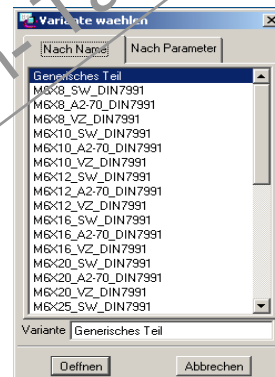 Variante waehlen
Nach Name Nach Parameter
Generisches Teil
M6X8_SW_DIN7991
M6X8_A2-70_DIN7991
M6X8_VZ_DIN7991
M6X10_SW_DIN7991
M6X10_A2-70_DIN7991
M6X10_VZ_DIN7991
M6X12_SW_DIN7991
M6X12_A2-70_DIN7991
M6X12_VZ_DIN7991
M6X16_SW_DIN7991
M6X16_A2-70_DIN7991
M6X16_VZ_DIN7991
M6X20_SW_DIN7991
M6X20_A2-70_DIN7991
M6X20_VZ_DIN7991
M6X25_SW_DIN7991
Variante Generisches Teil
Oeffnen Abbrechen